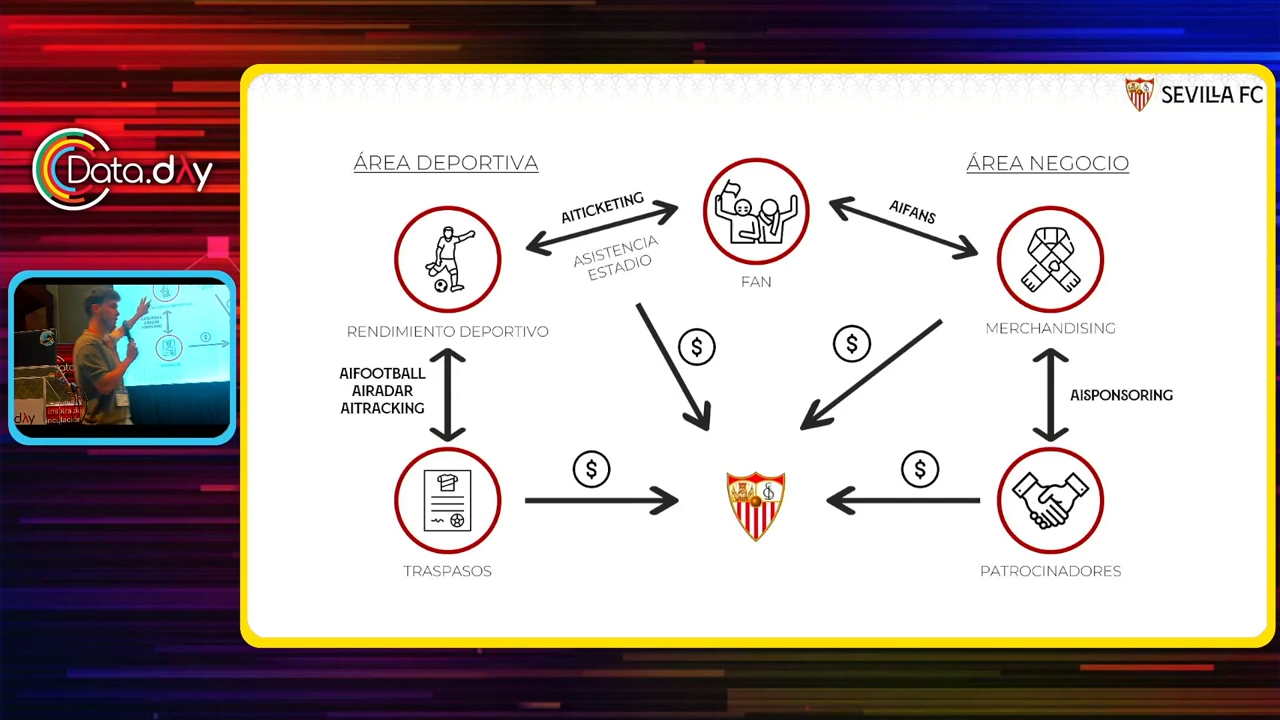 SEVILLA FC
Data.dAy
ÁREA DEPORTIVA
ÁREA NEGOCIO
AITICKETING
ASISTENCIA
ESTADIO
AIFANS
FAN
RENDIMIENTO DEPORTIVO
MERCHANDISING
$
$
AIFOOTBALL
AIRADAR
AITRACKING
AISPONSORING
$
$
TRASPASOS
PATROCINADORES